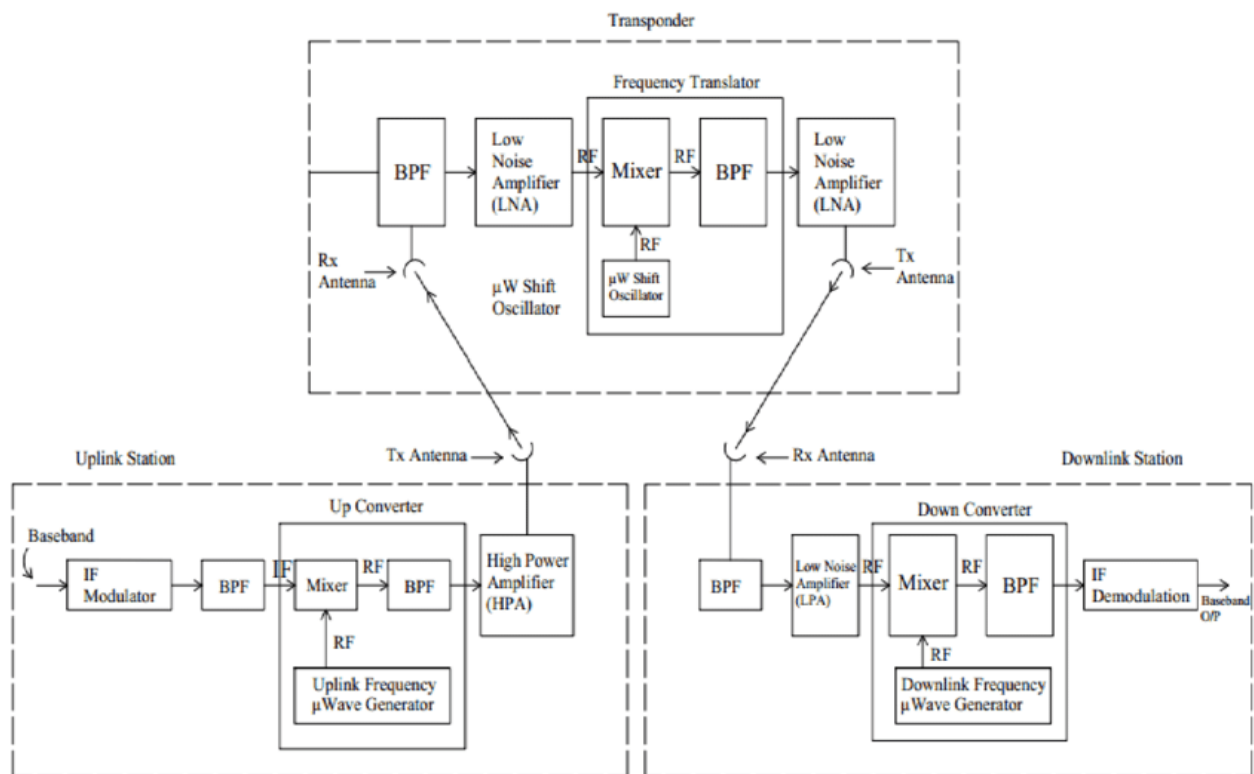 Transponder
Frequency Translator
BPF
Low
Noise
Amplifier
(LNA)
RF
Mixer
RF
BPF
Low
Noise
Amplifier
(LNA)
RF
µW Shift
Oscillator
Rx
Antenna
µW Shift
Oscillator
Tx
Antenna
Uplink Station
Tx Antenna
Rx Antenna
Downlink Station
Up Converter
Baseband
IF
Modulator
BPF
IF
Mixer
RF
BPF
High Power
Amplifier
(HPA)
RF
Uplink Frequency
µWave Generator
Down Converter
BPF
Low Noise
Amplifier
(LPA)
RF
Mixer
RF
BPF
IF
Demodulation
Baseband
O/P
RF
Downlink Frequency
µWave Generator